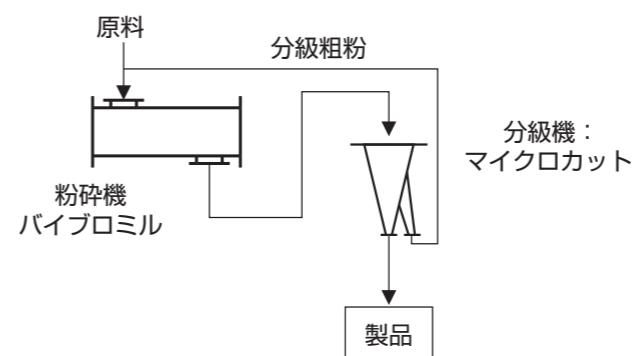 原料
分級粗粉
分級機：
マイクロカット
粉砕機
バイブロミル
製品